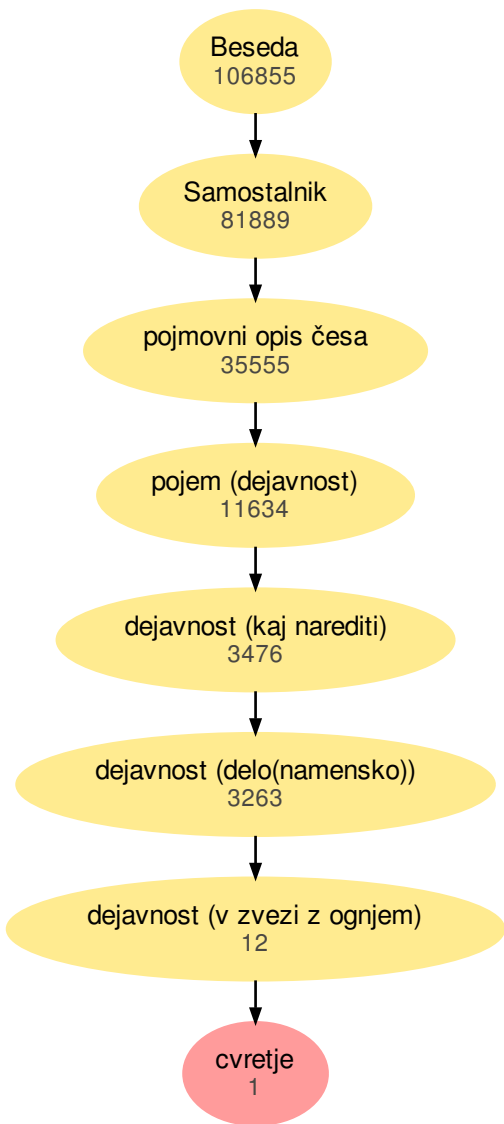 Beseda
106855
Samostalnik
81889
pojmovni opis česa
35555
pojem (dejavnost)
11634
dejavnost (kaj narediti)
3476
dejavnost (delo(namensko))
3263
dejavnost (v zvezi z ognjem)
12
cvretje
1